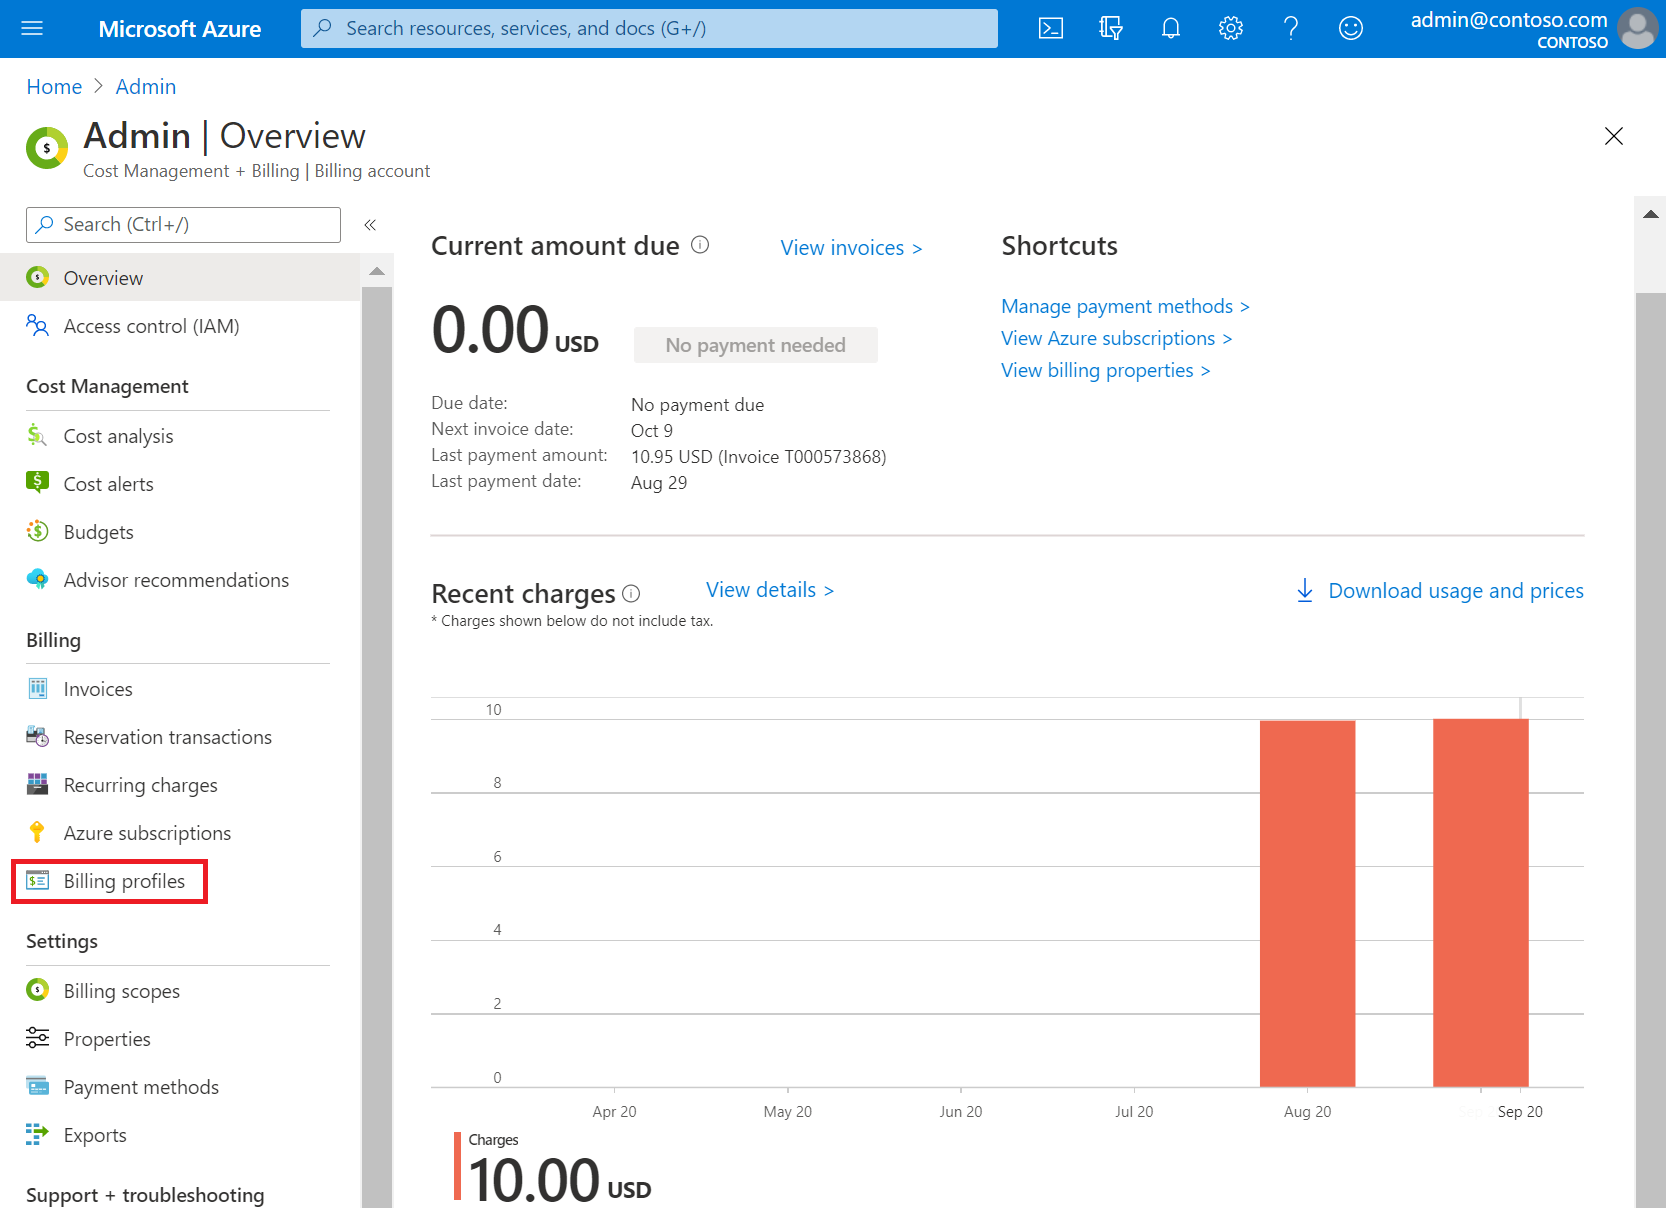 Microsoft Azure
Search resources, services, and docs (G+/)
admin@contoso.com
CONTOSO
Home > Admin
Admin | Overview
Cost Management + Billing | Billing account
Search (Ctrl+/)
«
Overview
Access control (IAM)
Cost Management
Cost analysis
Cost alerts
Budgets
Advisor recommendations
Billing
Invoices
Reservation transactions
Recurring charges
Azure subscriptions
Billing profiles
Settings
Billing scopes
Properties
Payment methods
Exports
Support + troubleshooting
Current amount due
View invoices >
0.00 USD
No payment needed
Due date: No payment due
Next invoice date: Oct 9
Last payment amount: 10.95 USD (Invoice T000573868)
Last payment date: Aug 29
Shortcuts
Manage payment methods >
View Azure subscriptions >
View billing properties >
Recent charges
View details >
Download usage and prices
* Charges shown below do not include tax.
10
8
6
4
2
0
Apr 20 May 20 Jun 20 Jul 20 Aug 20 Sep 20
Charges
10.00 USD